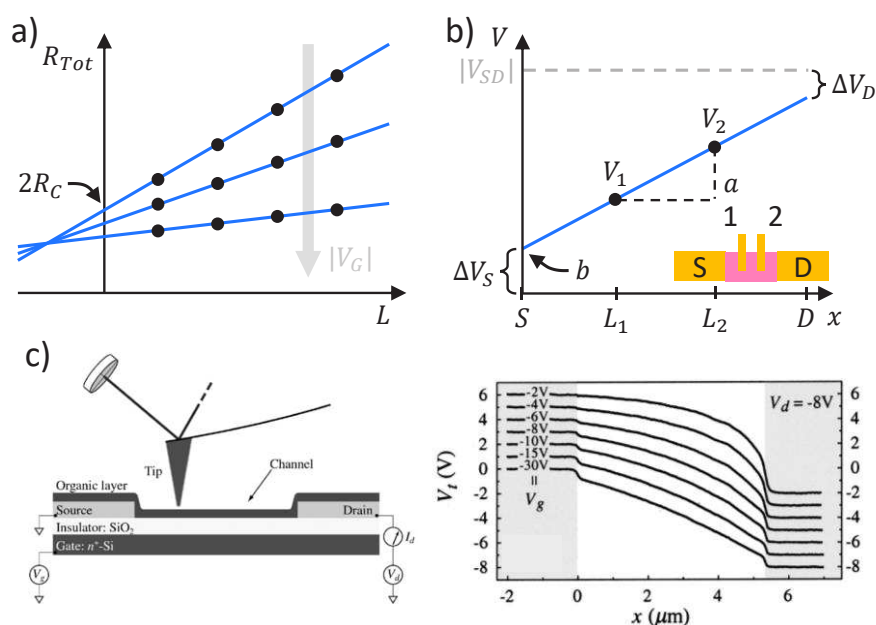 a)
R_Tot
2R_C
|V_G|
L
b)
V
|V_SD|
ΔV_D
V_2
V_1
a
1 2
S D
ΔV_S
b
S L_1 L_2 D x
c)
Tip
Channel
Organic layer
Source Drain
Insulator: SiO₂
I_d
Gate: n⁺-Si
V_g V_d
6 -2V V_d = -8V 6
-4V
4 -6V 4
-8V
2 -10V 2
-15V
0 -30V 0
=
V_g
-2 -2
-4 -4
-6 -6
-8 -8
V_t (V)
-2 0 2 4 6
x (μm)